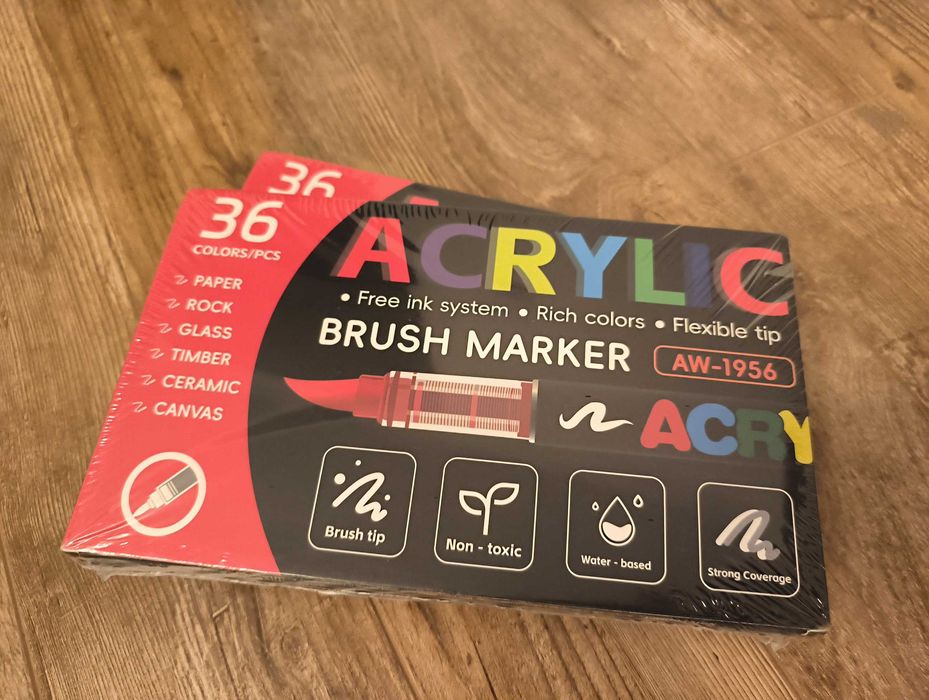 36
36
COLORS/PCS
PAPER
ROCK
GLASS
TIMBER
CERAMIC
CANVAS
ACRYLIC
• Free ink system • Rich colors • Flexible tip
BRUSH MARKER
AW-1956
ACRY
Brush tip
Non - toxic
Water - based
Strong Coverage